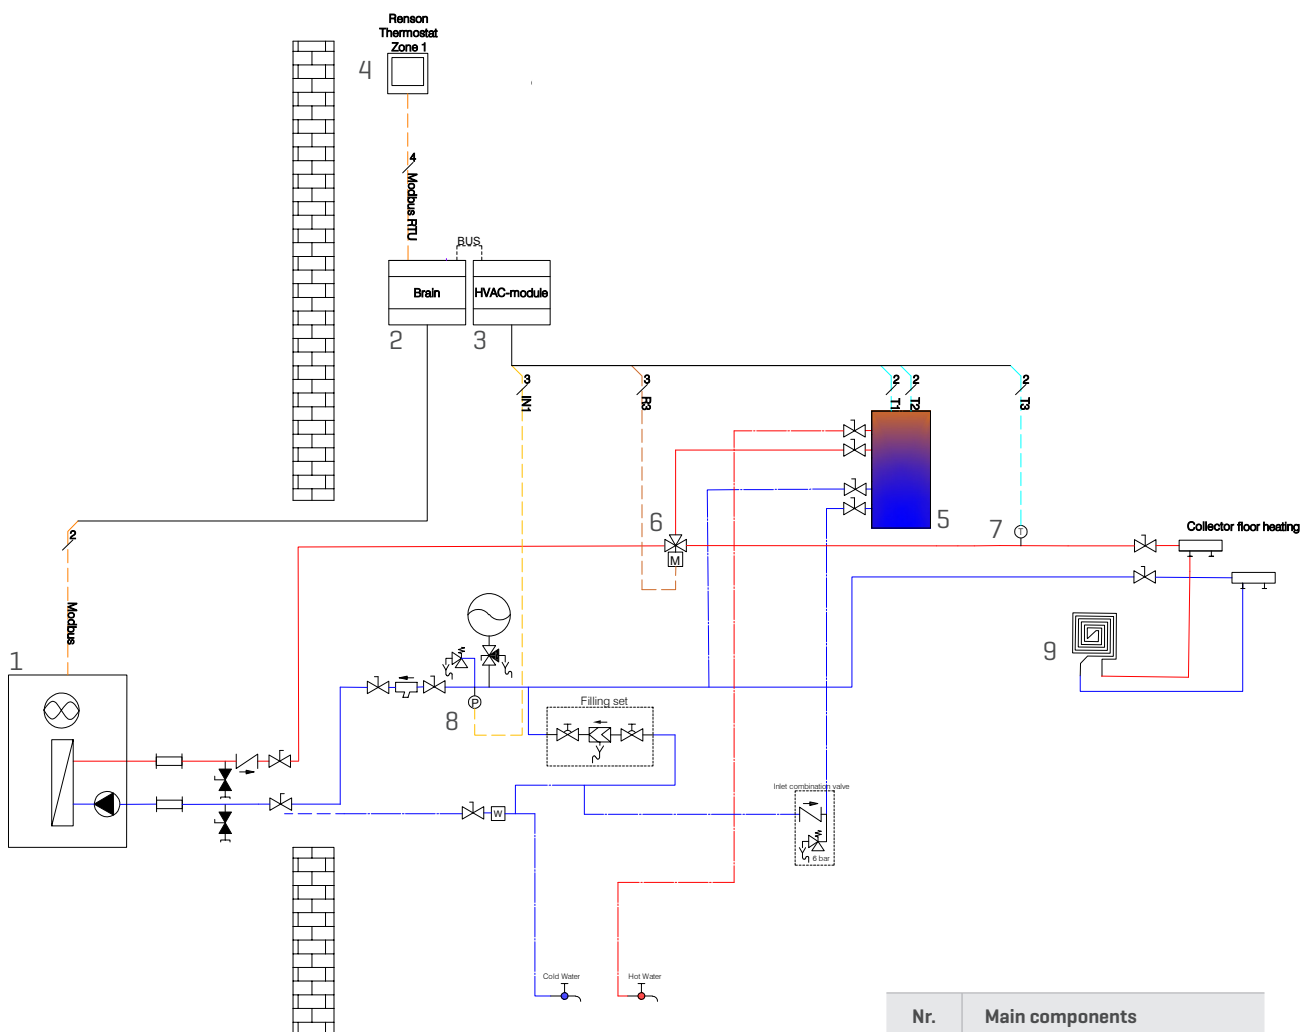 Renson
Thermostat
Zone 1
4
4
Modbus RTU
BUS
Brain
HVAC-module
2
3
3
IN1
3
R3
2
T1
2
T2
2
T3
5
6
M
7
T
Collector floor heating
2
Modbus
1
8
P
Filling set
9
W
Inlet combination valve
6 bar
Cold Water
Hot Water
Nr. Main components